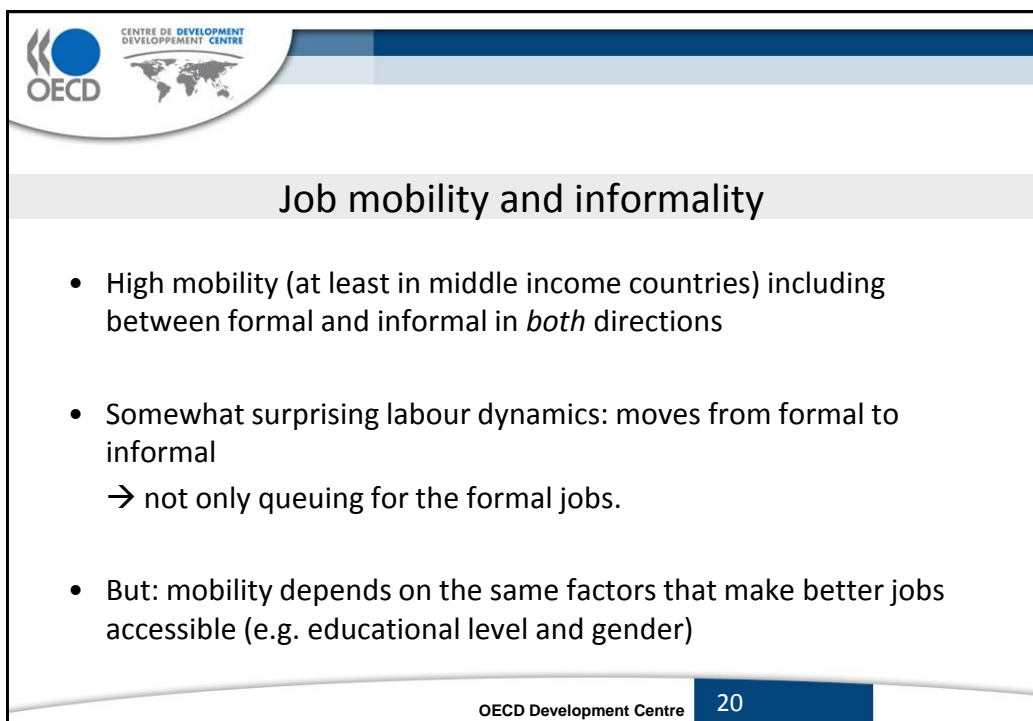 CENTRE DE DEVELOPMENT
DEVELOPPEMENT CENTRE
OECD
Job mobility and informality
• High mobility (at least in middle income countries) including
between formal and informal in both directions
• Somewhat surprising labour dynamics: moves from formal to
informal
→ not only queuing for the formal jobs.
• But: mobility depends on the same factors that make better jobs
accessible (e.g. educational level and gender)
OECD Development Centre 20